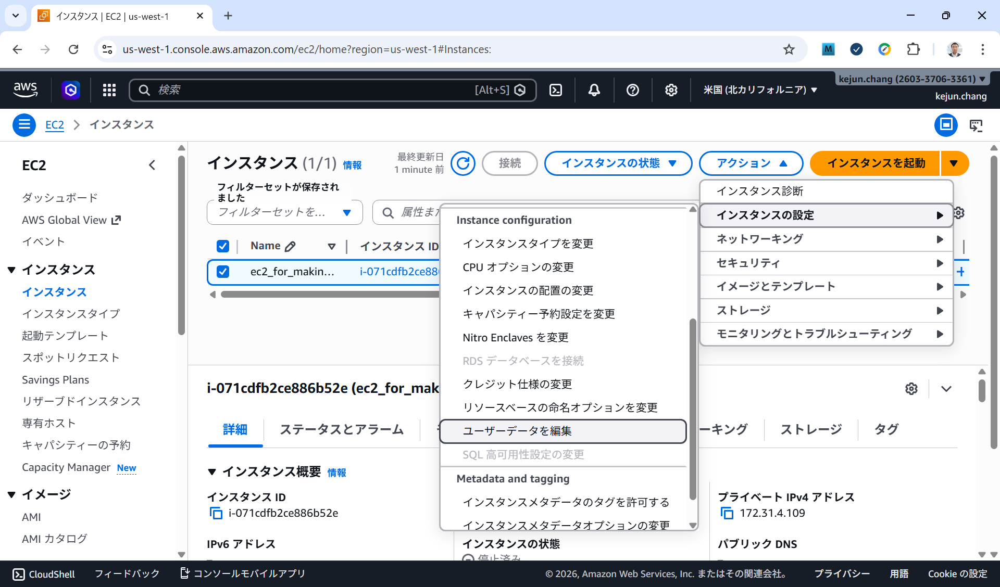 インスタンス | EC2 | us-west-1
us-west-1.console.aws.amazon.com/ec2/home?region=us-west-1#Instances:
M
aws
検索
[Alt+S]
米国 (北カリフォルニア) ▼
kejun.chang (2603-3706-3361) ▼
kejun.chang
EC2
インスタンス
EC2
ダッシュボード
AWS Global View
イベント
インスタンス
インスタンス
インスタンスタイプ
起動テンプレート
スポットリクエスト
Savings Plans
リザーブドインスタンス
専有ホスト
キャパシティーの予約
Capacity Manager New
イメージ
AMI
AMI カタログ
インスタンス (1/1) 情報
最終更新日
1 minute 前
接続
インスタンスの状態
アクション
インスタンスを起動
フィルターセットが保存され
ました
フィルターセットを...
属性また
Name
インスタンス ID
ec2_for_makin...
i-071cdfb2ce88
インスタンス診断
インスタンスの設定
ネットワーキング
セキュリティ
イメージとテンプレート
ストレージ
モニタリングとトラブルシューティング
Instance configuration
インスタンスタイプを変更
CPU オプションの変更
インスタンスの配置の変更
キャパシティー予約設定を変更
Nitro Enclaves を変更
RDS データベースを接続
クレジット仕様の変更
リソースベースの命名オプションを変更
ユーザーデータを編集
SQL 高可用性設定の変更
Metadata and tagging
インスタンスメタデータのタグを許可する
インスタンスメタデータオプションの変更
i-071cdfb2ce886b52e (ec2_for_mak
詳細
ステータスとアラーム
ーキング
ストレージ
タグ
インスタンス概要 情報
インスタンス ID
i-071cdfb2ce886b52e
プライベート IPv4 アドレス
172.31.4.109
IPv6 アドレス
インスタンスの状態
停止済み
パブリック DNS
CloudShell
フィードバック
コンソールモバイルアプリ
© 2026, Amazon Web Services, Inc. またはその関連会社。
プライバシー
用語
Cookie の設定